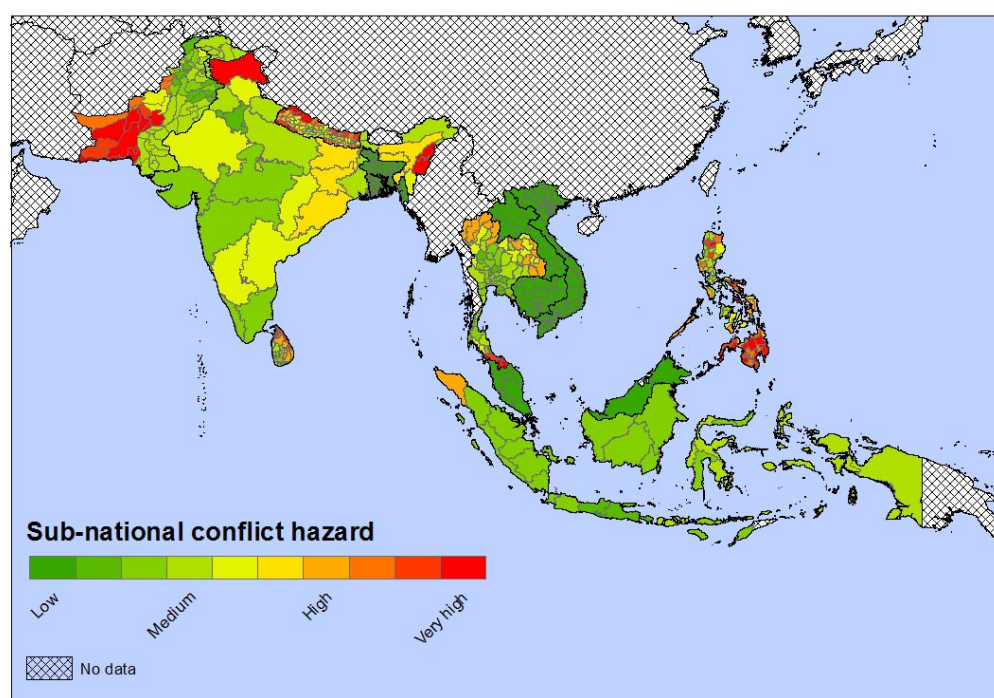 Sub-national conflict hazard
Low
Medium
High
Very high
No data